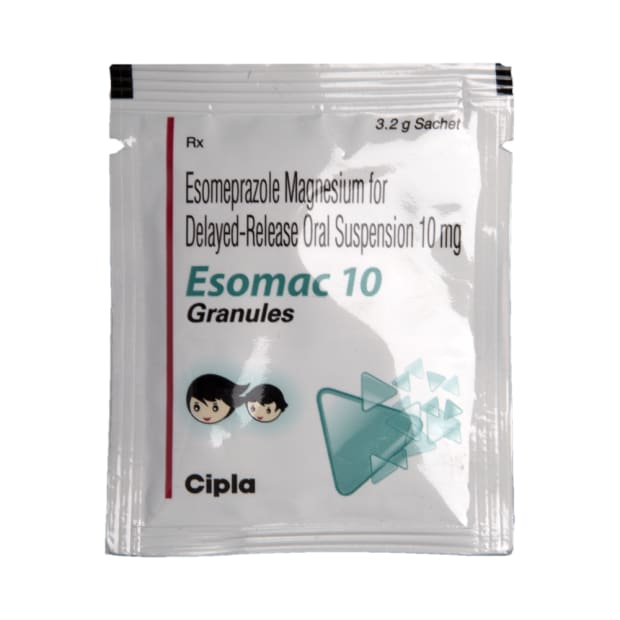 3.2 g Sachet
Rx
Esomeprazole Magnesium for
Delayed-Release Oral Suspension 10 mg
Esomac 10
Granules
Cipla